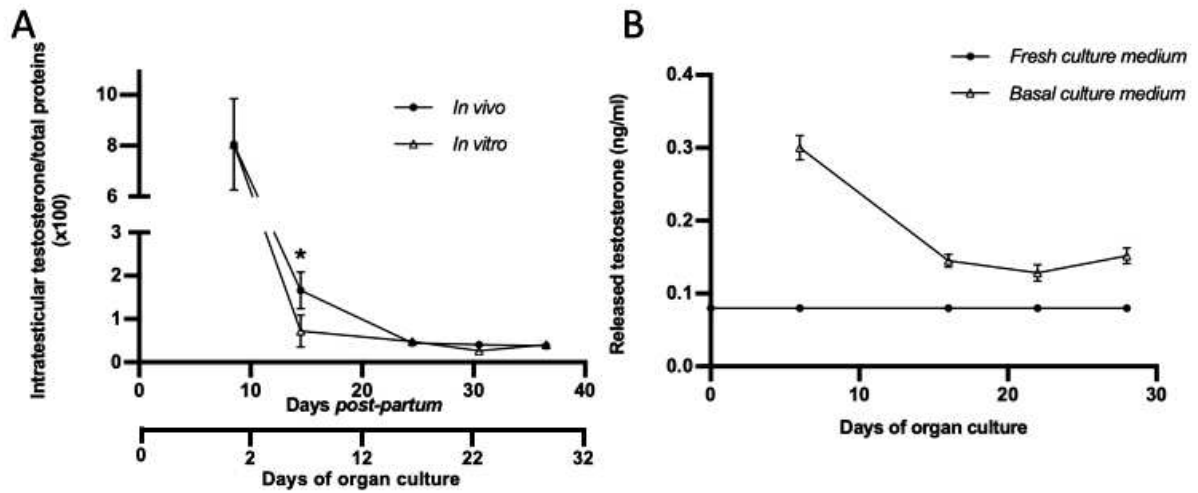 A
Intratesticular testosterone/total proteins
(x100)
10
8
6
3
2
1
0
*
In vivo
In vitro
0
10
20
30
40
Days post-partum
0
2
12
22
32
Days of organ culture
B
Fresh culture medium
Basal culture medium
Released testosterone (ng/ml)
0.4
0.3
0.2
0.1
0.0
0
10
20
30
Days of organ culture